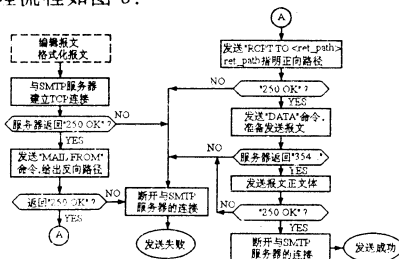 理流程如图 6:
编辑报文
格式化报文
与SMTP服务器
建立TCP连接
服务器返回"250 OK"?
NO
YES
发送"MAIL FROM"
命令,给出反向路径
返回"250 OK"?
NO
YES
A
断开与SMTP
服务器的连接
发送失败
A
发送"RCPT TO <ret_path>
ret_path指明正向路径
NO
"250 OK"?
YES
发送"DATA"命令,
准备发送报文
NO
服务器返回"354
YES
发送报文正文体
NO
"250 OK"?
YES
断开与SMTP
服务器的连接
发送成功